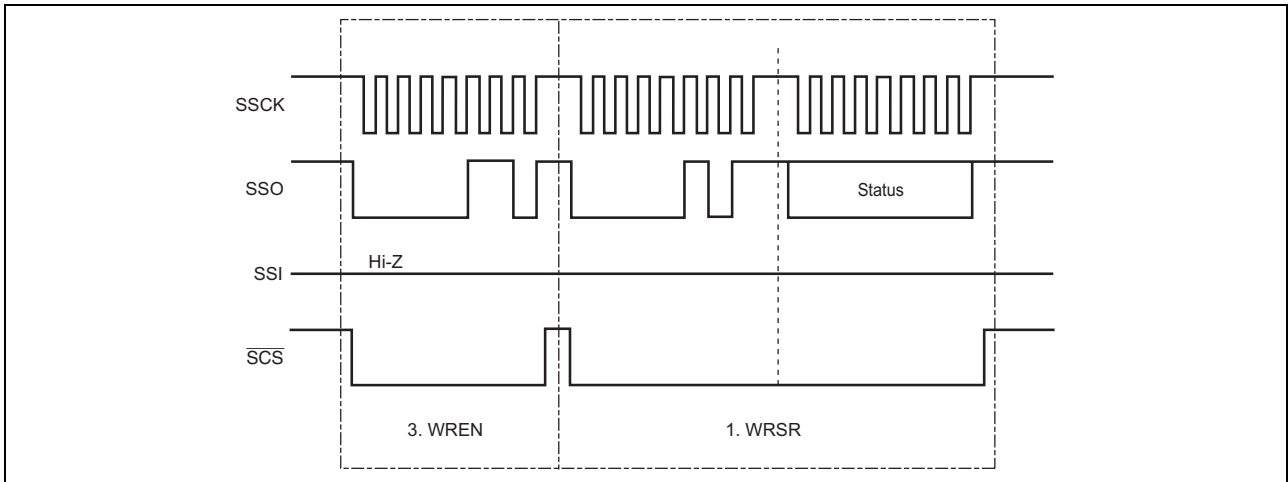 SSCK
SSO
Status
Hi-Z
SSI
SCS
3. WREN
1. WRSR